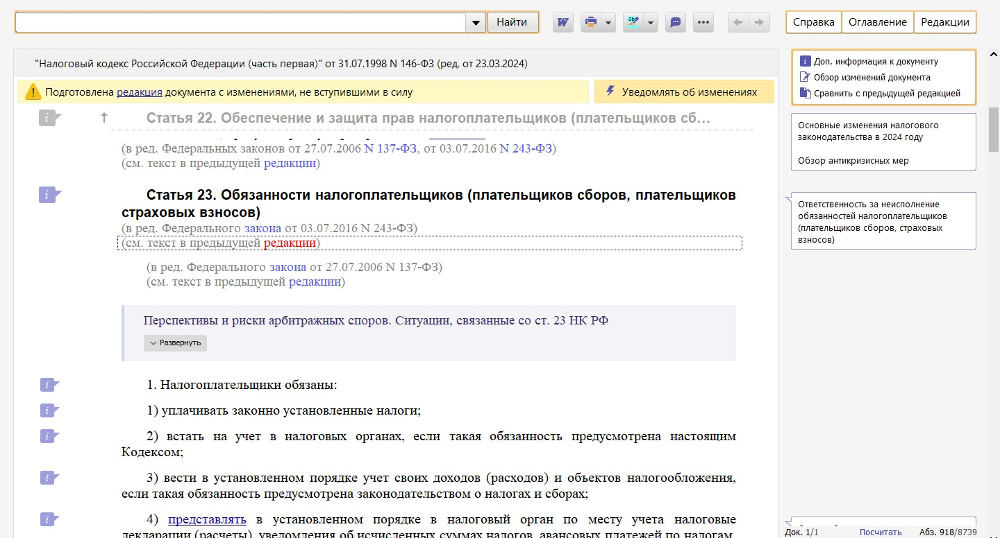 Найти
Справка
Оглавление
Редакции
"Налоговый кодекс Российской Федерации (часть первая)" от 31.07.1998 N 146-ФЗ (ред. от 23.03.2024)
Подготовлена редакция документа с изменениями, не вступившими в силу
Уведомлять об изменениях
Статья 22. Обеспечение и защита прав налогоплательщиков (плательщиков сб…
(в ред. Федеральных законов от 27.07.2006 N 137-ФЗ, от 03.07.2016 N 243-ФЗ)
(см. текст в предыдущей редакции)
Статья 23. Обязанности налогоплательщиков (плательщиков сборов, плательщиков
страховых взносов)
(в ред. Федерального закона от 03.07.2016 N 243-ФЗ)
(см. текст в предыдущей редакции)
(в ред. Федерального закона от 27.07.2006 N 137-ФЗ)
(см. текст в предыдущей редакции)
Перспективы и риски арбитражных споров. Ситуации, связанные со ст. 23 НК РФ
Развернуть
1. Налогоплательщики обязаны:
1) уплачивать законно установленные налоги;
2) встать на учет в налоговых органах, если такая обязанность предусмотрена настоящим
Кодексом;
3) вести в установленном порядке учет своих доходов (расходов) и объектов налогообложения,
если такая обязанность предусмотрена законодательством о налогах и сборах;
4) представлять в установленном порядке в налоговый орган по месту учета налоговые
декларации (расчеты), уведомления об исчисленных суммах налогов, авансовых платежей по налогам,
Доп. информация к документу
Обзор изменений документа
Сравнить с предыдущей редакцией
Основные изменения налогового
законодательства в 2024 году
Обзор антикризисных мер
Ответственность за неисполнение
обязанностей налогоплательщиков
(плательщиков сборов, страховых
взносов)
Док. 1/1
Посчитать
Абз. 918/8739